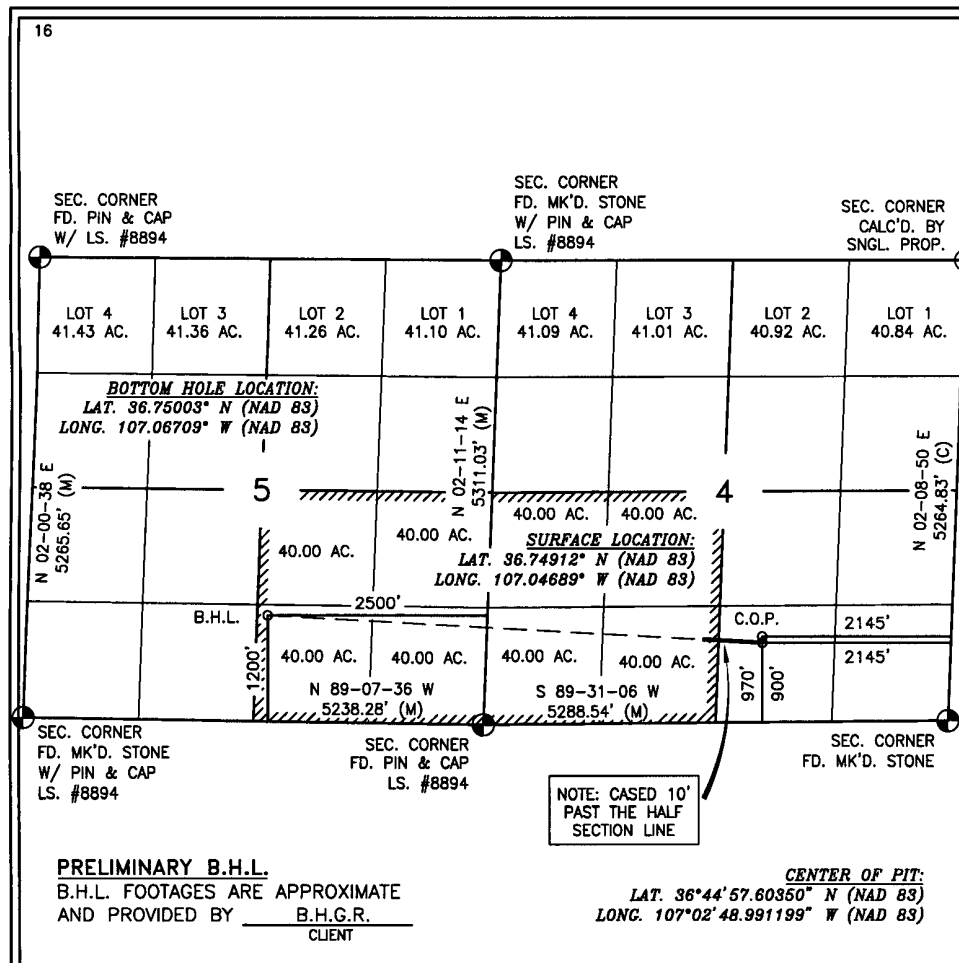 16
SEC. CORNER
FD. PIN & CAP
W/ LS. #8894
SEC. CORNER
FD. MK'D. STONE
W/ PIN & CAP
LS. #8894
SEC. CORNER
CALC'D. BY
SNGL. PROP.
LOT 4
41.43 AC.
LOT 3
41.36 AC.
LOT 2
41.26 AC.
LOT 1
41.10 AC.
LOT 4
41.09 AC.
LOT 3
41.01 AC.
LOT 2
40.92 AC.
LOT 1
40.84 AC.
BOTTOM HOLE LOCATION:
LAT. 36.75003° N (NAD 83)
LONG. 107.06709° W (NAD 83)
N 02-00-38 E
5265.65' (M)
5
N 02-11-14 E
5311.03' (M)
4
N 02-08-50 E
5264.83' (C)
40.00 AC.
40.00 AC.
40.00 AC.
40.00 AC.
SURFACE LOCATION:
LAT. 36.74912° N (NAD 83)
LONG. 107.04689° W (NAD 83)
B.H.L.
2500'
C.O.P.
2145'
2145'
1200'
40.00 AC.
40.00 AC.
40.00 AC.
40.00 AC.
970'
900'
N 89-07-36 W
5238.28' (M)
S 89-31-06 W
5288.54' (M)
SEC. CORNER
FD. MK'D. STONE
W/ PIN & CAP
LS. #8894
SEC. CORNER
FD. PIN & CAP
LS. #8894
SEC. CORNER
FD. MK'D. STONE
NOTE: CASED 10'
PAST THE HALF
SECTION LINE
PRELIMINARY B.H.L.
B.H.L. FOOTAGES ARE APPROXIMATE
AND PROVIDED BY B.H.G.R.
CLIENT
CENTER OF PIT:
LAT. 36°44'57.60350" N (NAD 83)
LONG. 107°02'48.991199" W (NAD 83)